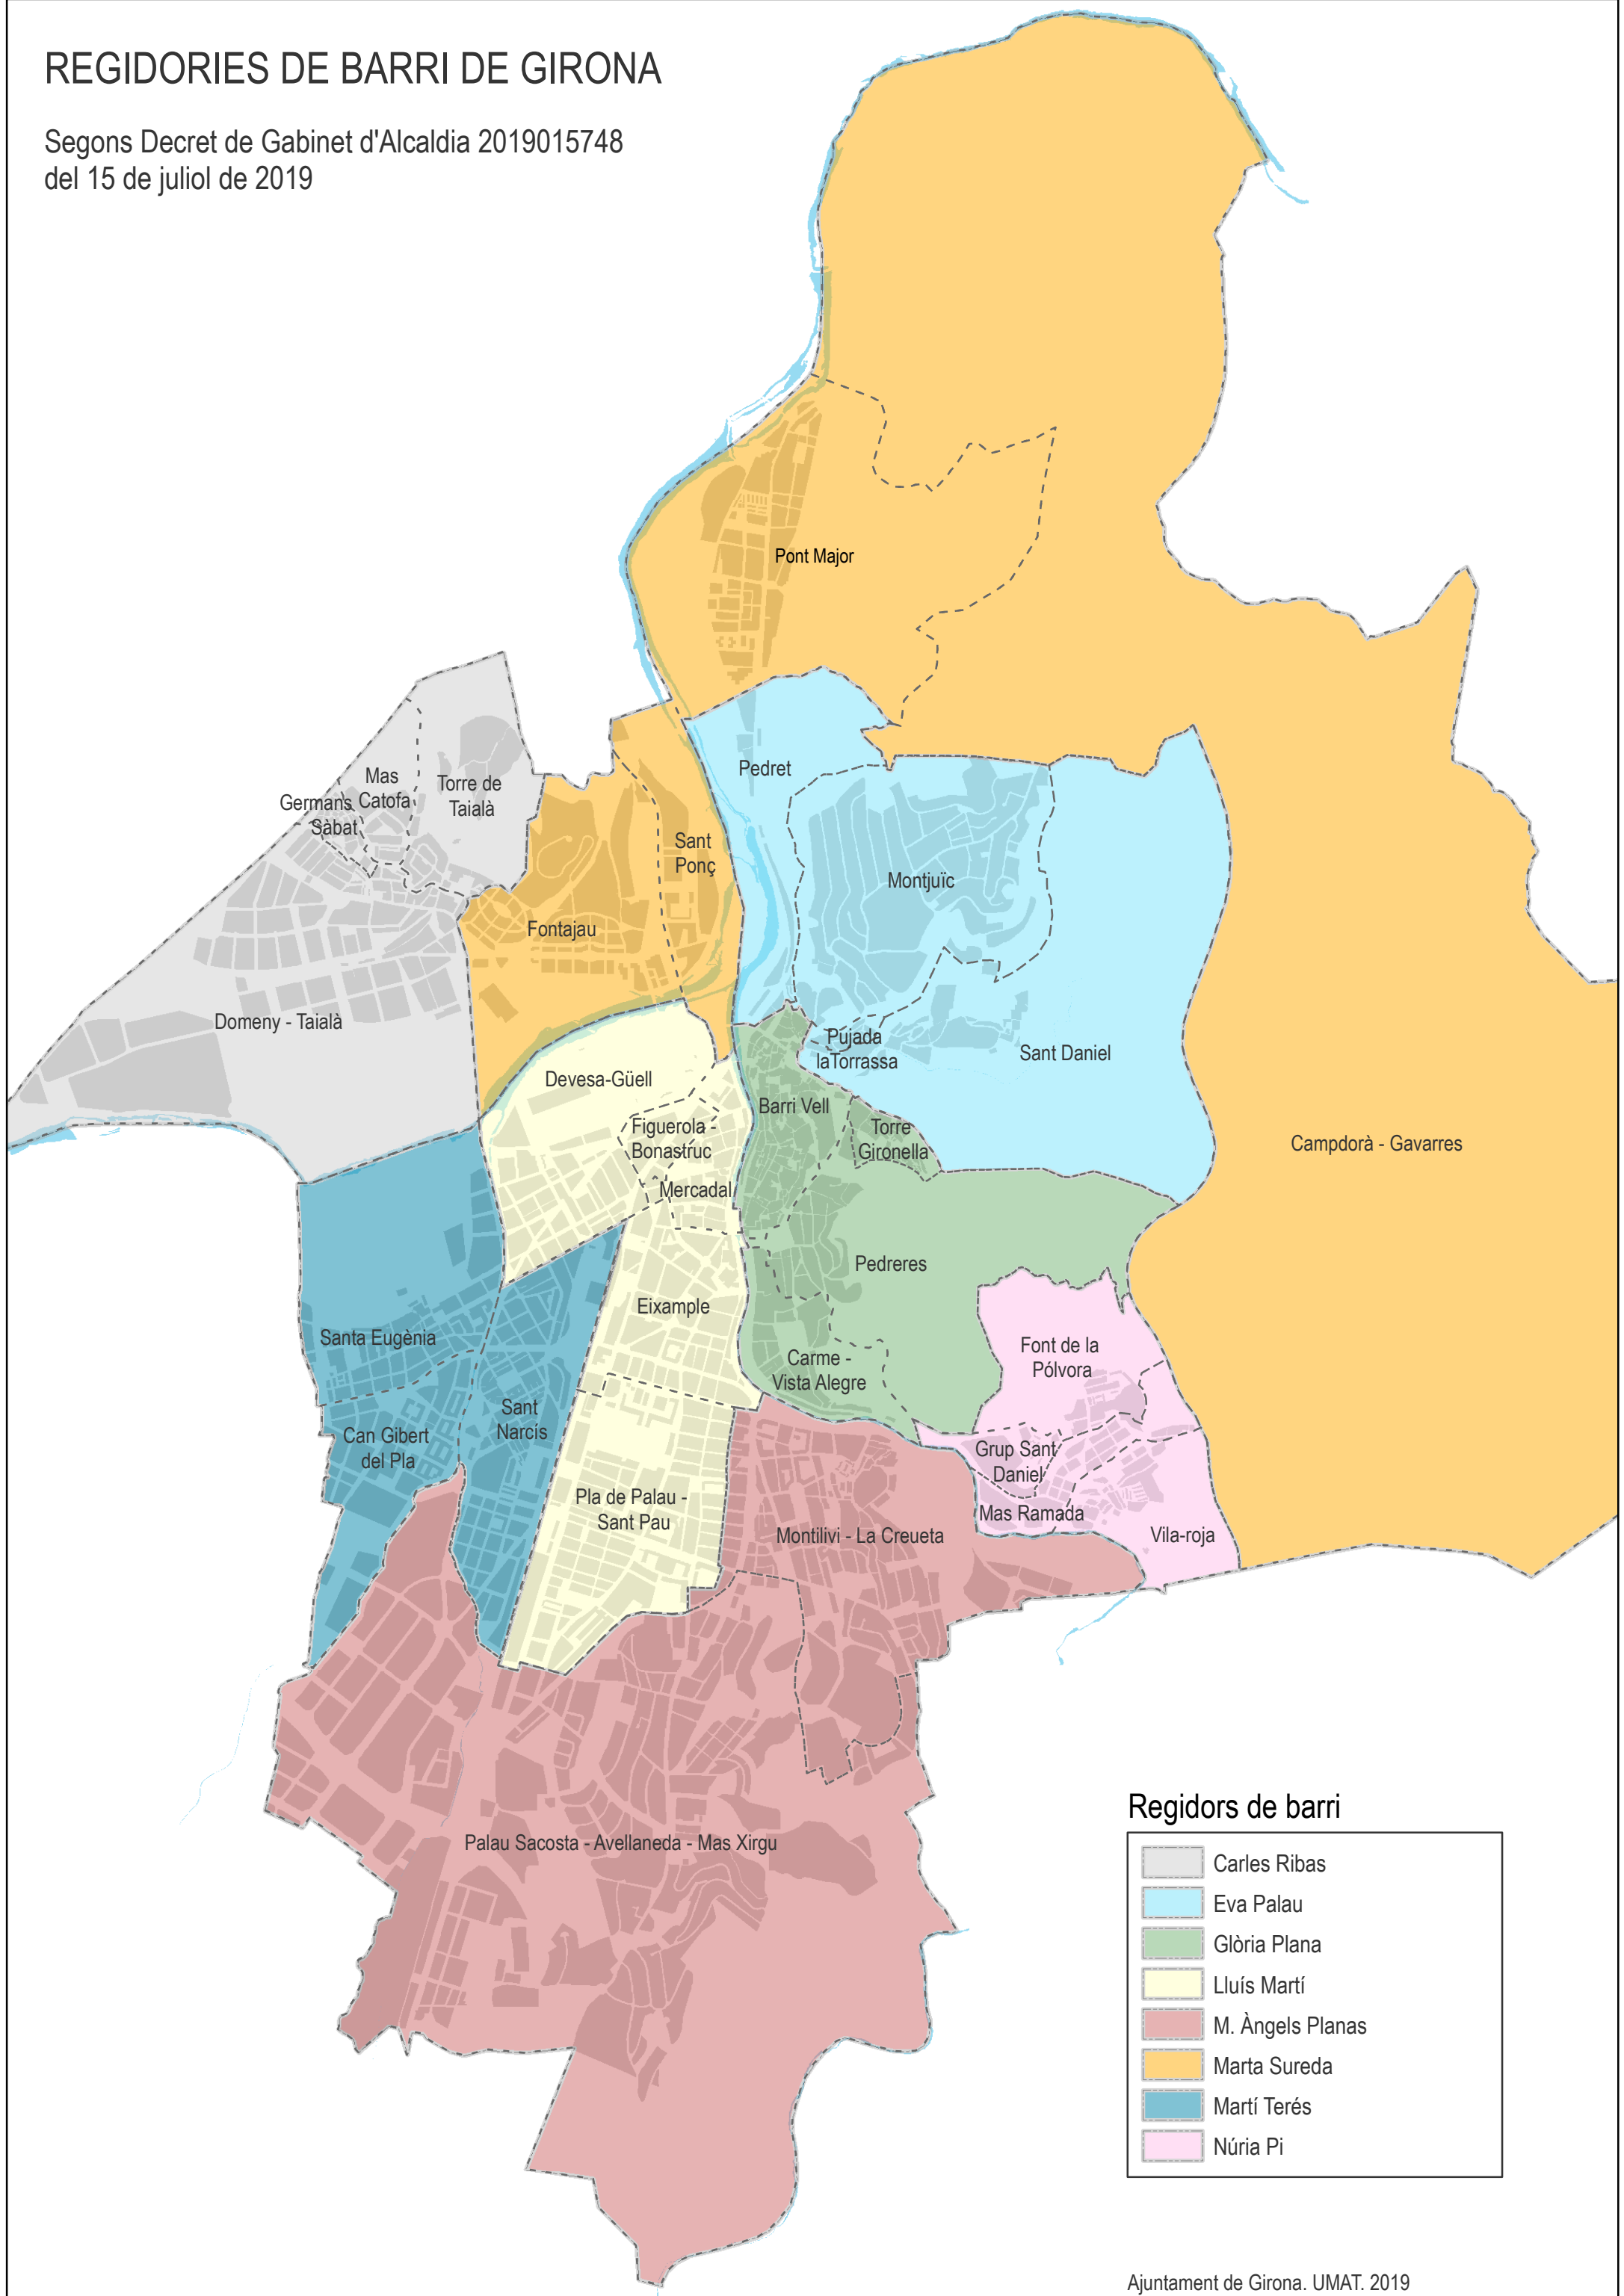 REGIDORIES DE BARRI DE GIRONA
Segons Decret de Gabinet d'Alcaldia 2019015748
del 15 de juliol de 2019
Pont Major
Mas
Catofa
Torre de
Taialà
Germans
Sàbat
Pedret
Sant
Ponç
Montjuïc
Fontajau
Domeny - Taialà
Pujada
laTorrassa
Sant Daniel
Devesa-Güell
Barri Vell
Figuerola -
Bonastruc
Torre
Gironella
Campdorà - Gavarres
Mercadal
Pedreres
Eixample
Santa Eugènia
Font de la
Pólvora
Carme -
Vista Alegre
Sant
Narcís
Can Gibert
del Pla
Grup Sant
Daniel
Pla de Palau -
Sant Pau
Mas Ramada
Montilivi - La Creueta
Vila-roja
Palau Sacosta - Avellaneda - Mas Xirgu
Regidors de barri
Carles Ribas
Eva Palau
Glòria Plana
Lluís Martí
M. Àngels Planas
Marta Sureda
Martí Terés
Núria Pi
Ajuntament de Girona. UMAT. 2019